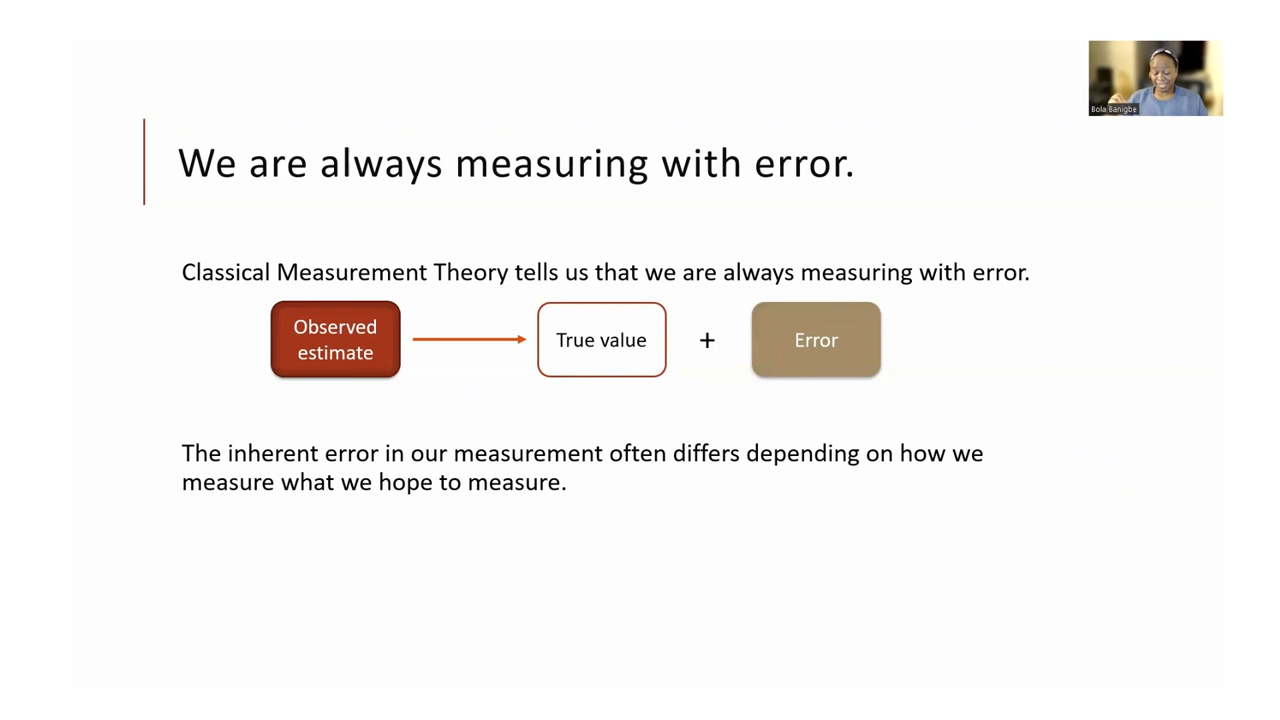 Bola Banigbe
We are always measuring with error.
Classical Measurement Theory tells us that we are always measuring with error.
Observed
estimate
True value
+
Error
The inherent error in our measurement often differs depending on how we
measure what we hope to measure.